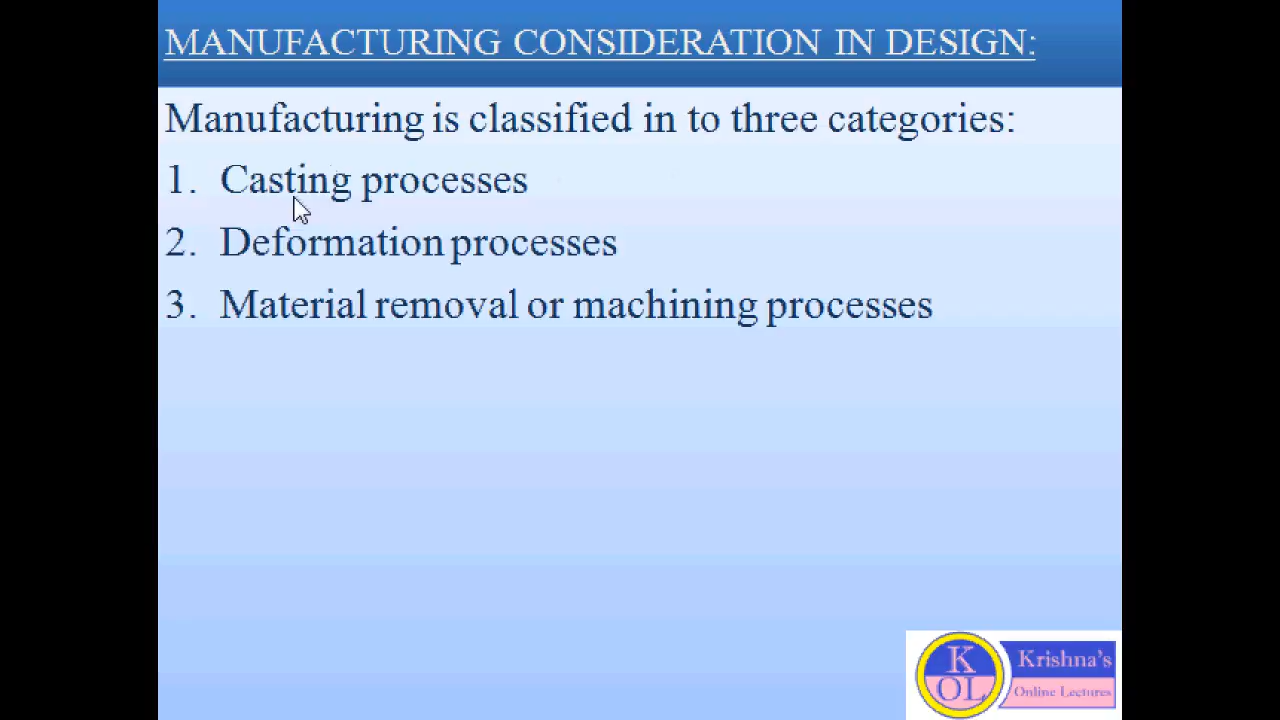 MANUFACTURING CONSIDERATION IN DESIGN:
Manufacturing is classified in to three categories:
1. Casting processes
2. Deformation processes
3. Material removal or machining processes
K
OL
Krishna's
Online Lectures